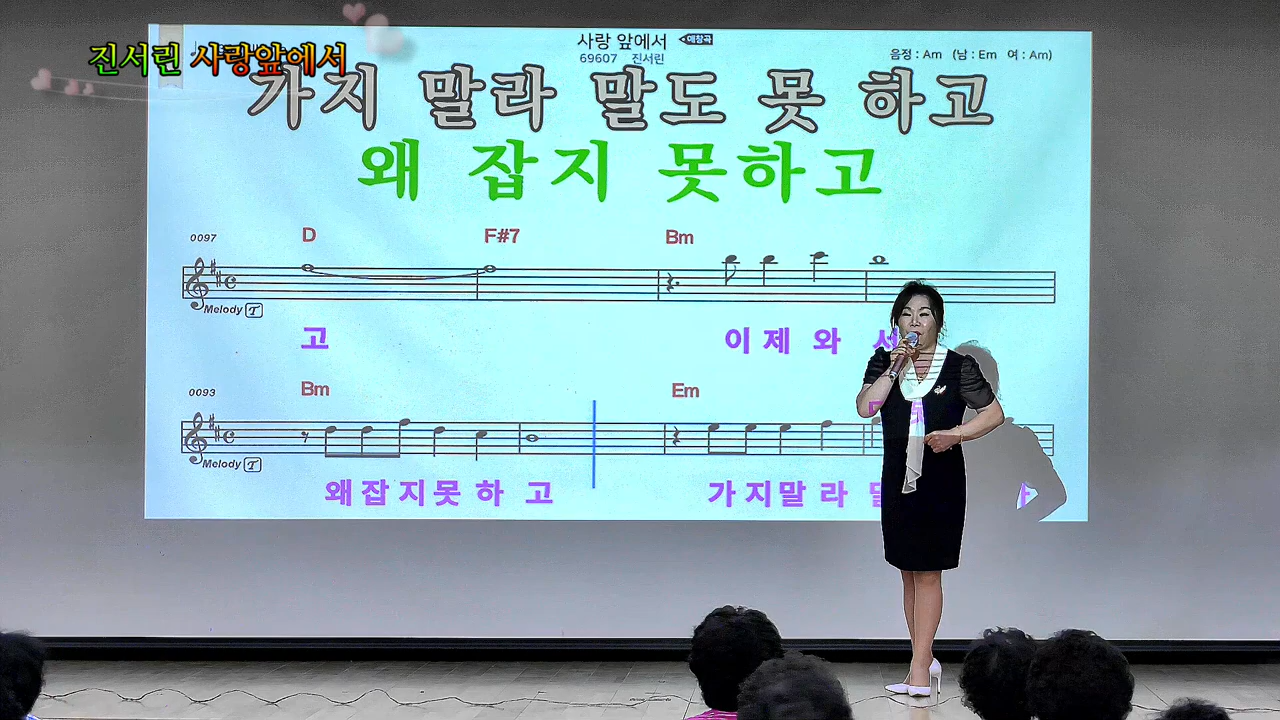 진서린 사랑앞에서
사랑 앞에서 애창곡
69607 진서린
음정 : Am (남 : Em 여 : Am)
가지 말라 말도 못 하고
왜 잡지 못하고
0097 D F#7 Bm
Melody T
고 이제와서
0093 Bm Em
Melody T
왜잡지못하고 가지말라